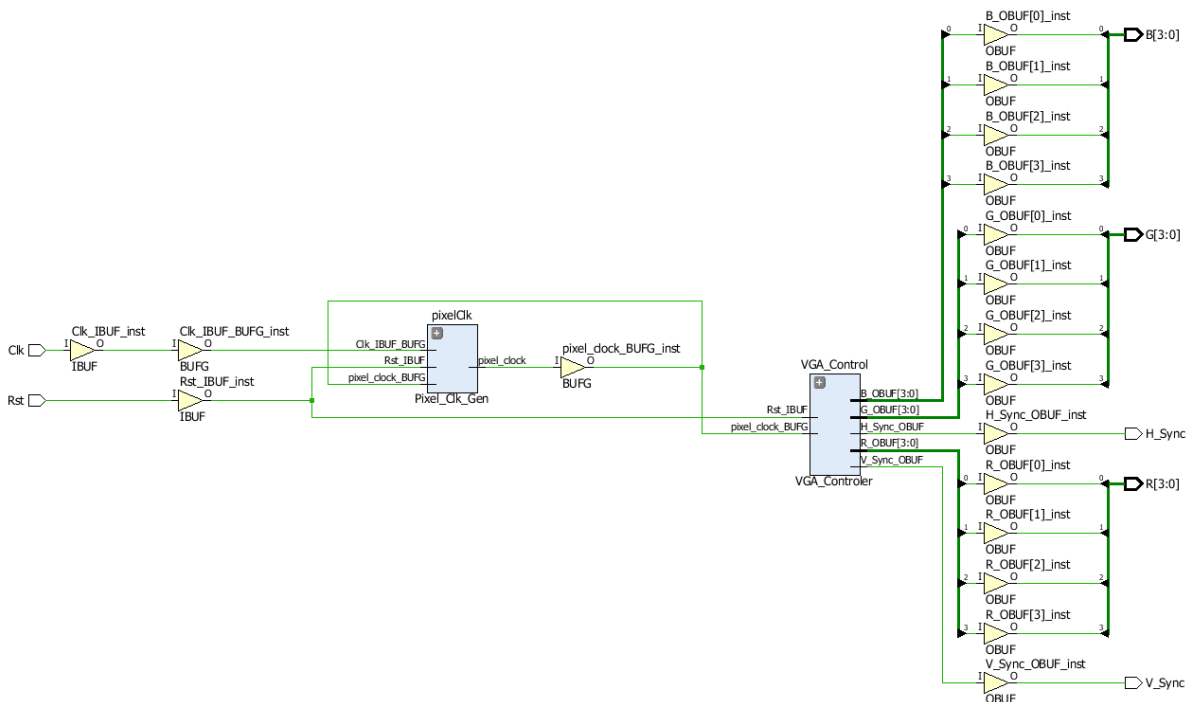 B_OBUF[0]_inst
I O
0 0
B[3:0]
OBUF
B_OBUF[1]_inst
I O
1 1
OBUF
B_OBUF[2]_inst
I O
2 2
OBUF
B_OBUF[3]_inst
I O
3 3
OBUF
G_OBUF[0]_inst
I O
0 0
G[3:0]
OBUF
G_OBUF[1]_inst
I O
1 1
OBUF
G_OBUF[2]_inst
I O
2 2
OBUF
G_OBUF[3]_inst
I O
3 3
OBUF
Clk
Clk_IBUF_inst
I O
IBUF
Clk_IBUF_BUFG_inst
I O
BUFG
Rst
Rst_IBUF_inst
I O
IBUF
pixelClk
Clk_IBUF_BUFG
Rst_IBUF
pixel_clock_BUFG
pixel_clock
Pixel_Clk_Gen
pixel_clock_BUFG_inst
I O
BUFG
VGA_Control
Rst_IBUF
pixel_clock_BUFG
B_OBUF[3:0]
G_OBUF[3:0]
H_Sync_OBUF
R_OBUF[3:0]
V_Sync_OBUF
VGA_Controler
H_Sync_OBUF_inst
I O
H_Sync
OBUF
R_OBUF[0]_inst
I O
0 0
R[3:0]
OBUF
R_OBUF[1]_inst
I O
1 1
OBUF
R_OBUF[2]_inst
I O
2 2
OBUF
R_OBUF[3]_inst
I O
3 3
OBUF
V_Sync_OBUF_inst
I O
V_Sync
OBUF